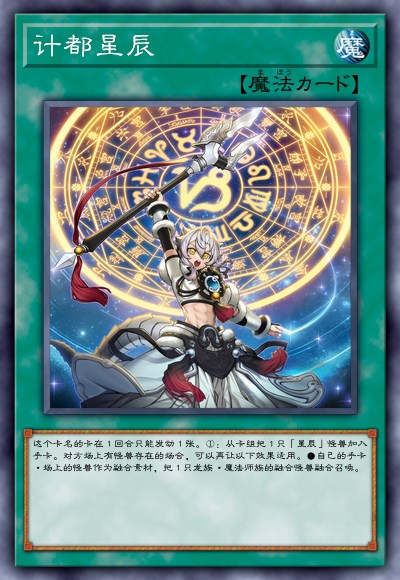 计都星辰
魔
【魔法カード】
まほう
这个卡名的卡在1回合只能发动1张。①：从卡组把1只「星辰」怪兽加入
手卡。对方场上有怪兽存在的场合，可以再让以下效果适用。●自己的手卡
·场上的怪兽作为融合素材，把1只龙族·魔法师族的融合怪兽融合召唤。